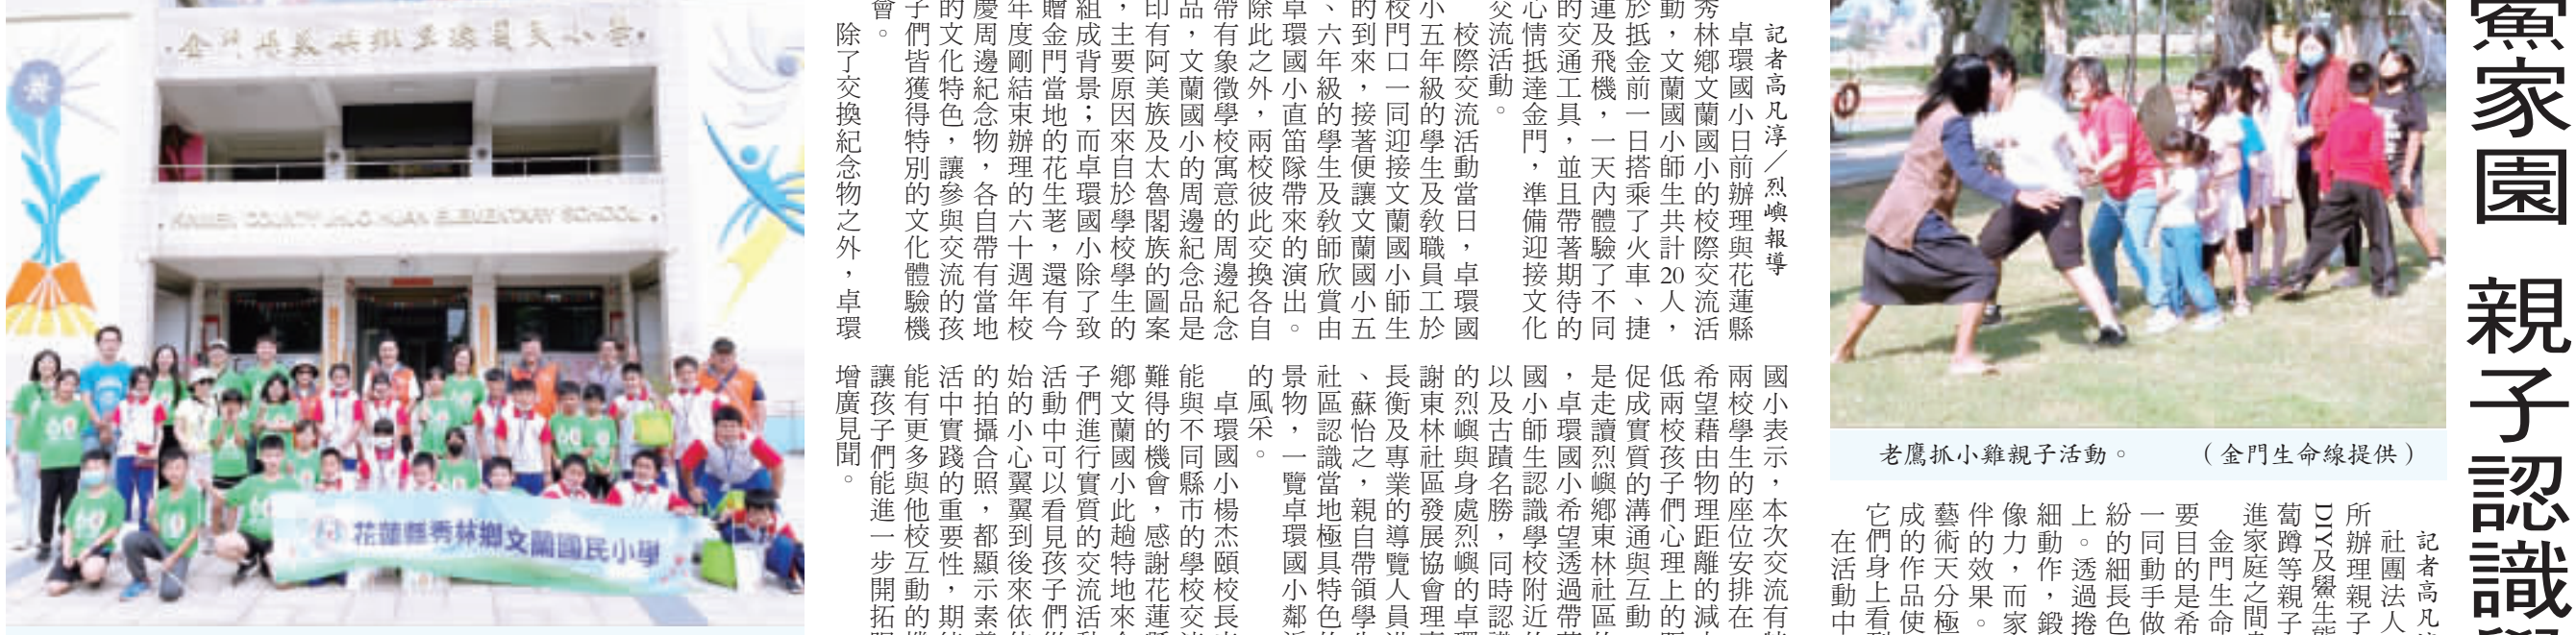 家園 親子認識
老鷹抓小雞親子活動。 （金門生命線提供）
記者高凡
社團法人
所辦理親子
DIY及鱟生態
蔔蹲等親子
進家庭之間
金門生命
要目的是希
一同動手做
紛的細長色
上。透過捲
細動作，鍛
像力，而家
伴的效果。
藝術天分極
成的作品使
它們身上看到
在活動中
記者高凡淳／烈嶼報導
卓環國小日前辦理與花蓮縣
秀林鄉文蘭國小的校際交流活
動，文蘭國小師生共計20人，
於抵金前一日搭乘了火車、捷
運及飛機，一天內體驗了不同
的交通工具，並且帶著期待的
心情抵達金門，準備迎接文化
交流活動。
校際交流活動當日，卓環國
小五年級的學生及教職員工於
校門口一同迎接文蘭國小師生
的到來，接著便讓文蘭國小五
、六年級的學生及教師欣賞由
卓環國小直笛隊帶來的演出。
除此之外，兩校彼此交換各自
帶有象徵學校寓意的周邊紀念
品，文蘭國小的周邊紀念品是
印有阿美族及太魯閣族的圖案
，主要原因來自於學校學生的
組成背景；而卓環國小除了致
贈金門當地的花生荖，還有今
年度剛結束辦理的六十週年校
慶周邊紀念物，各自帶有當地
的文化特色，讓參與交流的孩
子們皆獲得特別的文化體驗機
會。
除了交換紀念物之外，卓環
國小表示，本次交流有
兩校學生的座位安排在
希望藉由物理距離的減
低兩校孩子們心理上的
促成實質的溝通與互動
是走讀烈嶼鄉東林社區
，卓環國小希望透過帶
國小師生認識學校附近
以及古蹟名勝，同時認
的烈嶼與身處烈嶼的卓
謝東林社區發展協會理
長衡及專業的導覽人員
、蘇怡之，親自帶領學
社區認識當地極具特色
景物，一覽卓環國小鄰
的風采。
卓環國小楊杰頤校長
能與不同縣市的學校交
難得的機會，感謝花蓮
鄉文蘭國小此趟特地來
子們進行實質的交流活
活動中可以看見孩子們
始的小心翼翼到後來依
的拍攝合照，都顯示素
活中實踐的重要性，期
能有更多與他校互動的
讓孩子們能進一步開拓
增廣見聞。
金門縣烈嶼鄉卓環國民小學
KINMEN COUNTY JHUO HUAN ELEMENTARY SCHOOL
花蓮縣秀林鄉文蘭國民小學